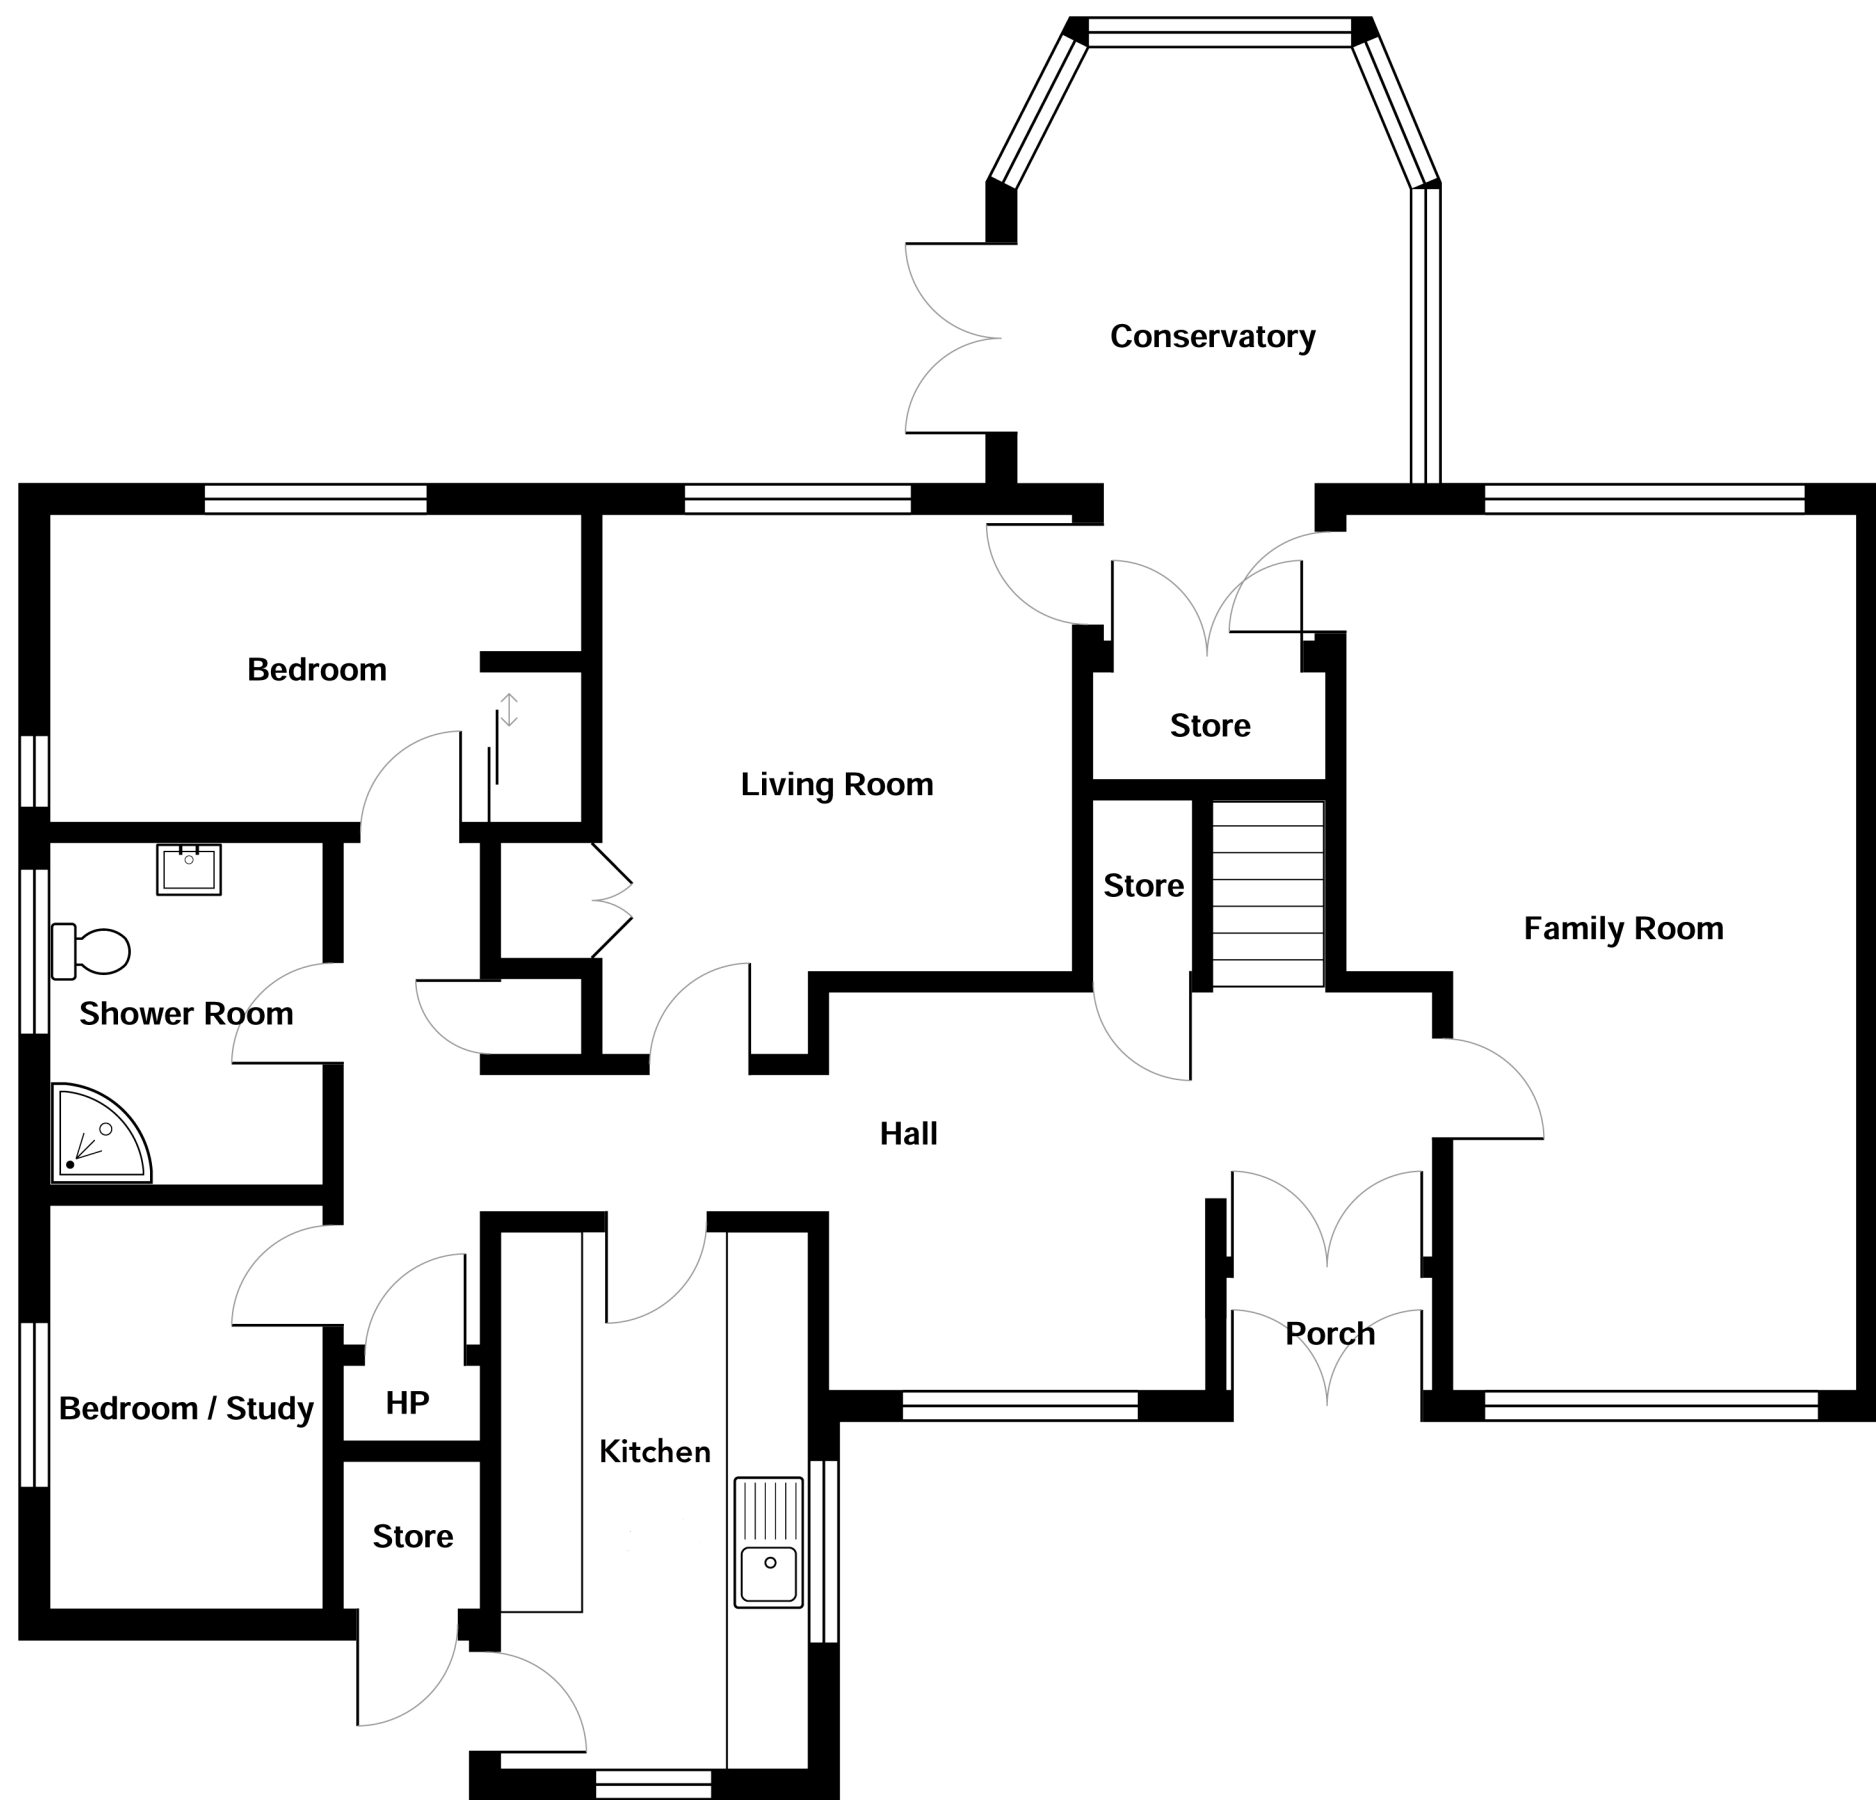 Conservatory
Bedroom
Store
Living Room
Store
Family Room
Shower Room
Hall
Porch
Bedroom / Study
HP
Kitchen
Store